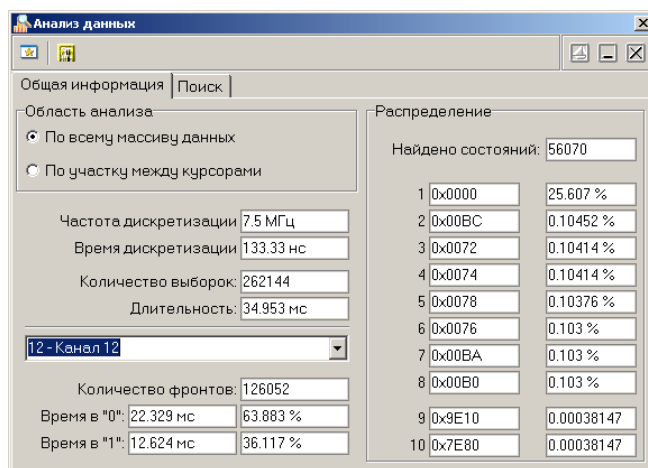 Анализ данных
Общая информация Поиск
Область анализа
По всему массиву данных
По участку между курсорами
Частота дискретизации 7.5 МГц
Время дискретизации 133.33 нс
Количество выборок: 262144
Длительность: 34.953 мс
12 - Канал 12
Количество фронтов: 126052
Время в "0": 22.329 мс 63.883 %
Время в "1": 12.624 мс 36.117 %
Распределение
Найдено состояний: 56070
1 0x0000 25.607 %
2 0x00BC 0.10452 %
3 0x0072 0.10414 %
4 0x0074 0.10414 %
5 0x0078 0.10376 %
6 0x0076 0.103 %
7 0x00BA 0.103 %
8 0x00B0 0.103 %
9 0x9E10 0.00038147
10 0x7E80 0.00038147